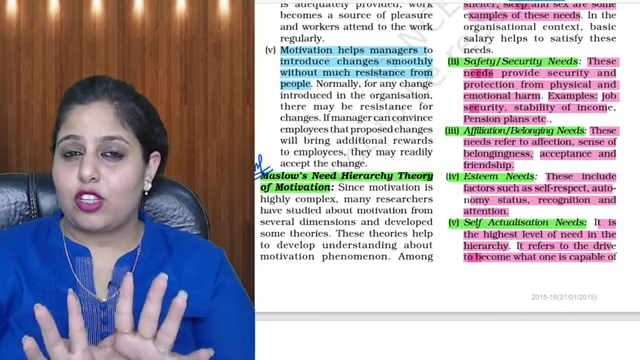 is adequately provided, work
becomes a source of pleasure
and workers attend to the work
regularly.
(v) Motivation helps managers to
introduce changes smoothly
without much resistance from
people. Normally, for any change
introduced in the organisation,
there may be resistance for
changes. If manager can convince
employees that proposed changes
will bring additional rewards
to employees, they may readily
accept the change.
Maslow's Need Hierarchy Theory
of Motivation: Since motivation is
highly complex, many researchers
have studied about motivation from
several dimensions and developed
some theories. These theories help
to develop understanding about
motivation phenomenon. Among
shelter, sleep and sex are some
examples of these needs. In the
organisational context, basic
salary helps to satisfy these
needs.
(ii) Safety/Security Needs: These
needs provide security and
protection from physical and
emotional harm. Examples: job
security, stability of income,
Pension plans etc.,
(iii) Affiliation/Belonging Needs: These
needs refer to affection, sense of
belongingness, acceptance and
friendship.
(iv) Esteem Needs: These include
factors such as self-respect, auto-
nomy status, recognition and
attention.
(v) Self Actualisation Needs: It is
the highest level of need in the
hierarchy. It refers to the drive
to become what one is capable of
2015-16(21/01/2015)